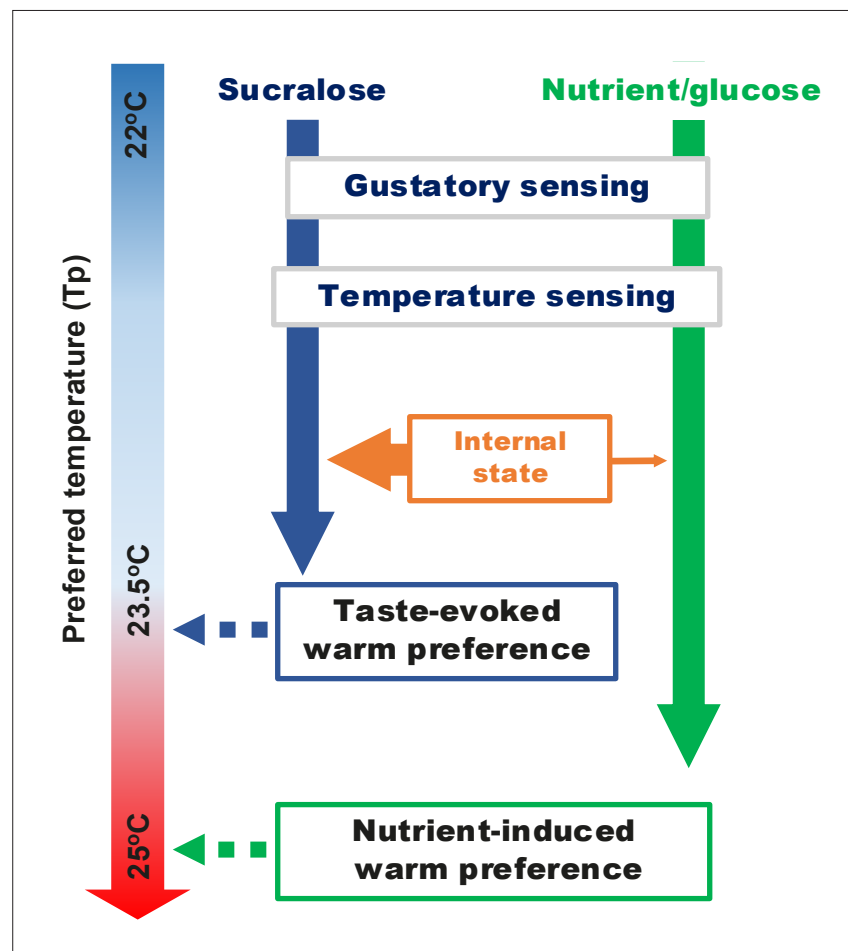 Sucralose
Nutrient/glucose
Gustatory sensing
Temperature sensing
Internal
state
Taste-evoked
warm preference
Nutrient-induced
warm preference
Preferred temperature (Tp)
22°C
23.5°C
25°C